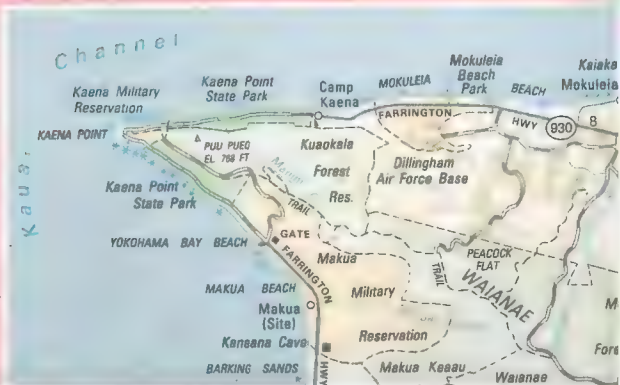 Channel
Kaua
Kaena Military
Reservation
KAENA POINT
Kaena Point
State Park
PUU PUEO
EL 768 FT
Camp
Kaena
MOKULEIA
Mokuleia
Beach
Park
BEACH
Kaiaka
Mokuleia
FARRINGTON
HWY
930
8
Kuaokala
Forest
Res.
Dillingham
Air Force Base
Kaena Point
State Park
TRAIL
YOKOHAMA BAY BEACH
GATE
FARRINGTON
Makua
Military
Reservation
TRAIL
PEACOCK
FLAT
WAIANAE
MAKUA BEACH
Makua
(Site)
Kaneana Cave
HWY
BARKING SANDS
Makua Keaau
Waianae
M
Fore